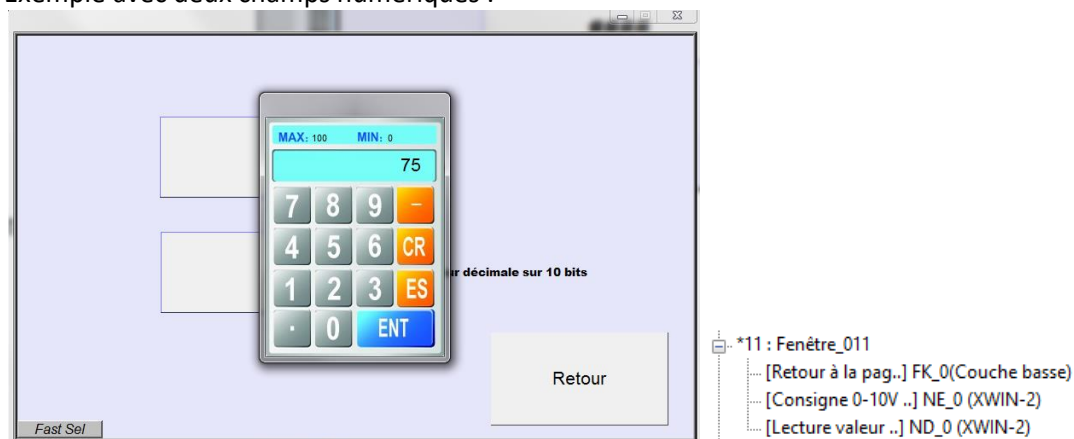 Exemple avec deux champs numériques :
MAX: 100 MIN: 0
75
7 8 9 -
4 5 6 CR
ur décimale sur 10 bits
1 2 3 ES
. 0 ENT
Retour
Fast Sel
*11 : Fenêtre_011
[Retour à la pag..] FK_0(Couche basse)
[Consigne 0-10V ..] NE_0 (XWIN-2)
[Lecture valeur ..] ND_0 (XWIN-2)